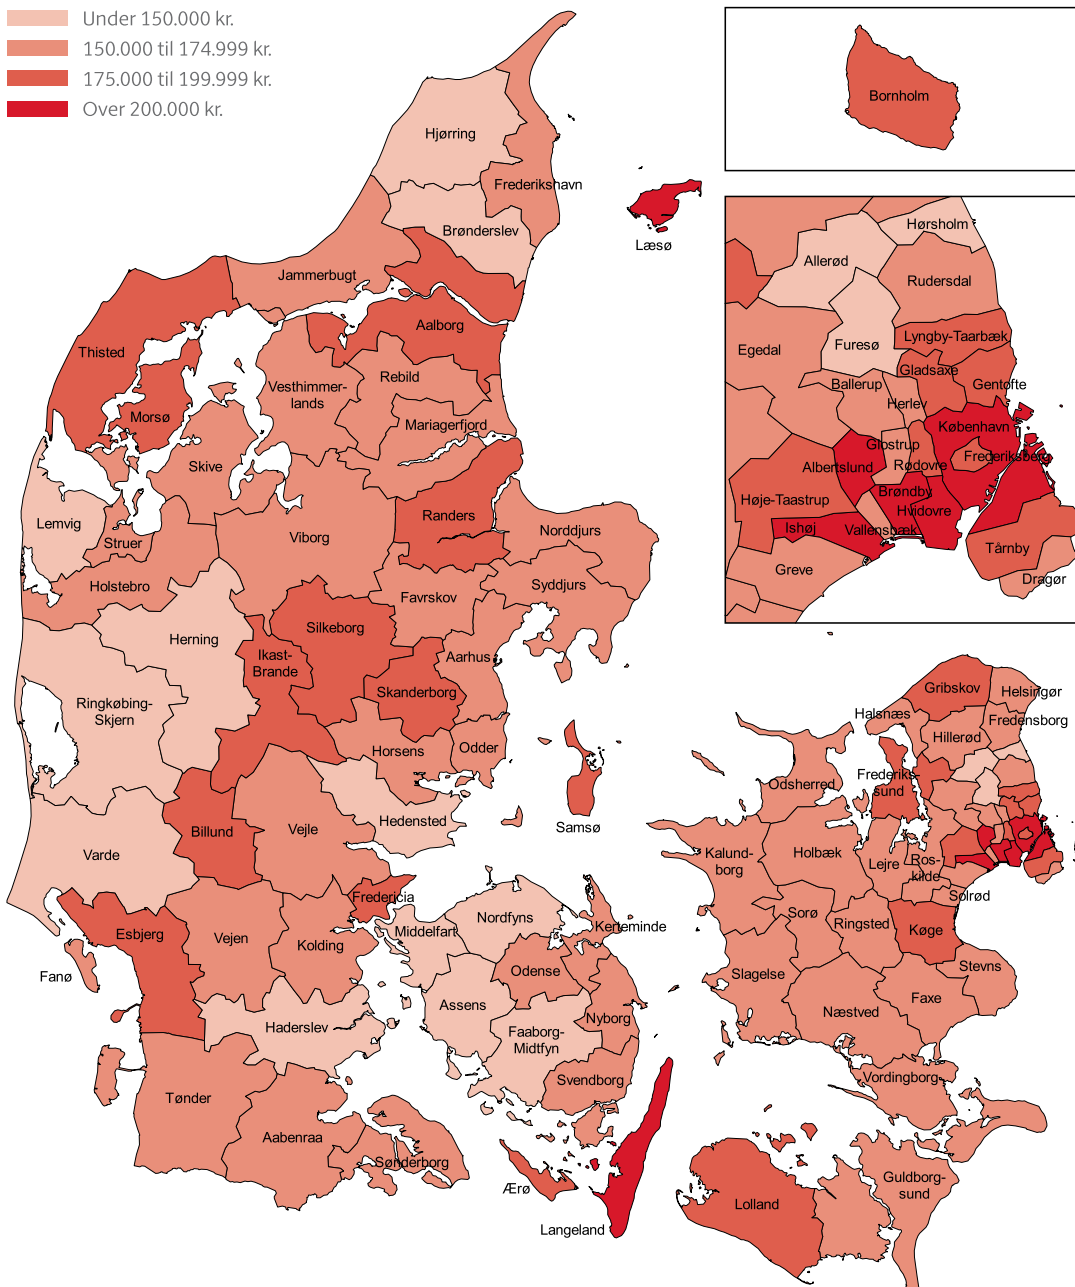 Under 150.000 kr.
150.000 til 174.999 kr.
175.000 til 199.999 kr.
Over 200.000 kr.
Bornholm
Hjørring
Frederikshavn
Brønderslev
Læsø
Jammerbugt
Aalborg
Thisted
Morsø
Rebild
Vesthimmer-
lands
Mariagerfjord
Skive
Lemvig
Struer
Randers
Viborg
Norddjurs
Holstebro
Favrskov
Syddjurs
Herning
Silkeborg
Ikast-
Brande
Aarhus
Skanderborg
Ringkøbing-
Skjern
Horsens
Odder
Hedensted
Samsø
Billund
Vejle
Varde
Fredericia
Esbjerg
Vejen
Kolding
Middelfart
Nordfyns
Kerteminde
Fanø
Odense
Assens
Nyborg
Haderslev
Faaborg-
Midtfyn
Svendborg
Tønder
Aabenraa
Sønderborg
Ærø
Langeland
Hørsholm
Allerød
Rudersdal
Egedal
Furesø
Lyngby-Taarbæk
Gladsaxe
Ballerup
Gentofte
Herlev
København
Glostrup
Frederiksberg
Albertslund
Rødovre
Brøndby
Høje-Taastrup
Hvidovre
Ishøj
Vallensbæk
Tårnby
Greve
Dragør
Gribskov
Helsingør
Halsnæs
Fredensborg
Hillerød
Odsherred
Frederiks-
sund
Kalund-
borg
Holbæk
Lejre
Ros-
kilde
Solrød
Sorø
Ringsted
Køge
Slagelse
Stevns
Næstved
Faxe
Vordingborg
Guldborg-
sund
Lolland